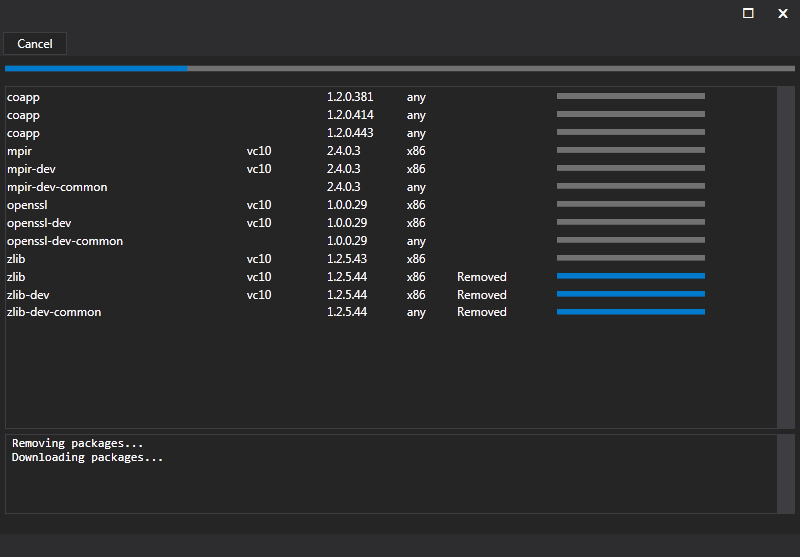 Cancel
coapp 1.2.0.381 any
coapp 1.2.0.414 any
coapp 1.2.0.443 any
mpir vc10 2.4.0.3 x86
mpir-dev vc10 2.4.0.3 x86
mpir-dev-common 2.4.0.3 any
openssl vc10 1.0.0.29 x86
openssl-dev vc10 1.0.0.29 x86
openssl-dev-common 1.0.0.29 any
zlib vc10 1.2.5.43 x86
zlib vc10 1.2.5.44 x86 Removed
zlib-dev vc10 1.2.5.44 x86 Removed
zlib-dev-common 1.2.5.44 any Removed
Removing packages...
Downloading packages...